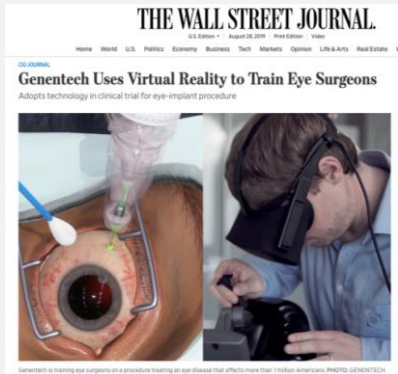 THE WALL STREET JOURNAL.
U.S. Edition August 28, 2019 Print Edition Video
Home World U.S. Politics Economy Business Tech Markets Opinion Life & Arts Real Estate
CIO JOURNAL
Genentech Uses Virtual Reality to Train Eye Surgeons
Adopts technology in clinical trial for eye-implant procedure
Genentech is training eye surgeons on a procedure treating an eye disease that affects more than 1 million Americans. PHOTO: GENENTECH